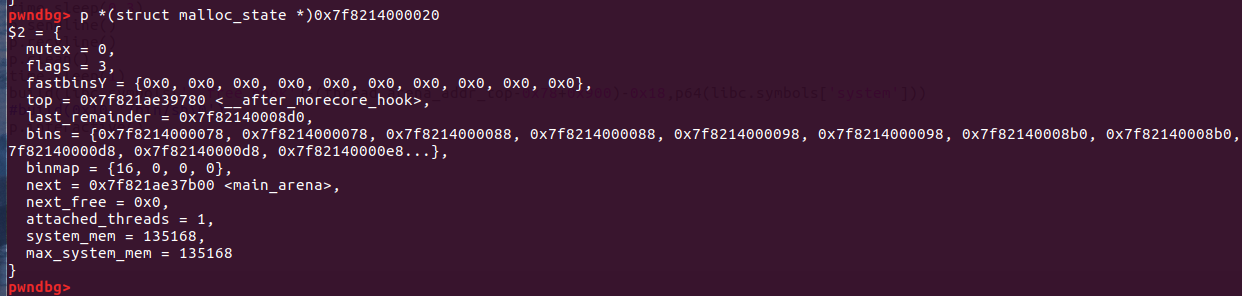 }
pwndbg> p *(struct malloc_state *)0x7f8214000020
$2 = {
  mutex = 0,
  flags = 3,
  fastbinsY = {0x0, 0x0, 0x0, 0x0, 0x0, 0x0, 0x0, 0x0, 0x0, 0x0},
  top = 0x7f821ae39780 <__after_morecore_hook>,
  last_remainder = 0x7f82140008d0,
  bins = {0x7f8214000078, 0x7f8214000078, 0x7f8214000088, 0x7f8214000088, 0x7f8214000098, 0x7f8214000098, 0x7f82140008b0, 0x7f82140008b0,
7f82140000d8, 0x7f82140000d8, 0x7f82140000e8...},
  binmap = {16, 0, 0, 0},
  next = 0x7f821ae37b00 <main_arena>,
  next_free = 0x0,
  attached_threads = 1,
  system_mem = 135168,
  max_system_mem = 135168
}
pwndbg>